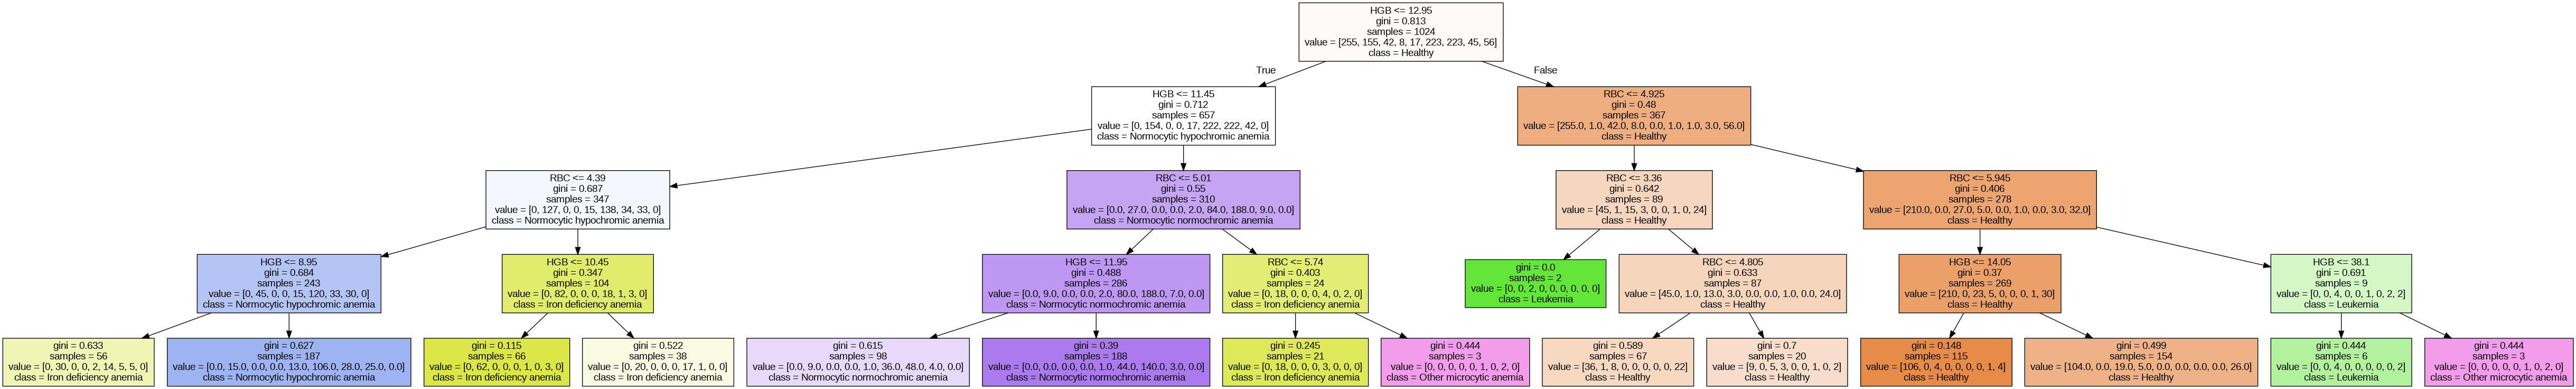 HGB <= 12.95
gini = 0.813
samples = 1024
value = [255, 155, 42, 8, 17, 223, 223, 45, 56]
class = Healthy
True
False
HGB <= 11.45
gini = 0.712
samples = 657
value = [0, 154, 0, 0, 17, 222, 222, 42, 0]
class = Normocytic hypochromic anemia
RBC <= 4.925
gini = 0.48
samples = 367
value = [255.0, 1.0, 42.0, 8.0, 0.0, 1.0, 1.0, 3.0, 56.0]
class = Healthy
RBC <= 4.39
gini = 0.687
samples = 347
value = [0, 127, 0, 0, 15, 138, 34, 33, 0]
class = Normocytic hypochromic anemia
RBC <= 5.01
gini = 0.55
samples = 310
value = [0.0, 27.0, 0.0, 0.0, 2.0, 84.0, 188.0, 9.0, 0.0]
class = Normocytic normochromic anemia
RBC <= 3.36
gini = 0.642
samples = 89
value = [45, 1, 15, 3, 0, 0, 1, 0, 24]
class = Healthy
RBC <= 5.945
gini = 0.406
samples = 278
value = [210.0, 0.0, 27.0, 5.0, 0.0, 1.0, 0.0, 3.0, 32.0]
class = Healthy
HGB <= 8.95
gini = 0.684
samples = 243
value = [0, 45, 0, 0, 15, 120, 33, 30, 0]
class = Normocytic hypochromic anemia
HGB <= 10.45
gini = 0.347
samples = 104
value = [0, 82, 0, 0, 0, 18, 1, 3, 0]
class = Iron deficiency anemia
HGB <= 11.95
gini = 0.488
samples = 286
value = [0.0, 9.0, 0.0, 0.0, 2.0, 80.0, 188.0, 7.0, 0.0]
class = Normocytic normochromic anemia
RBC <= 5.74
gini = 0.403
samples = 24
value = [0, 18, 0, 0, 0, 4, 0, 2, 0]
class = Iron deficiency anemia
gini = 0.0
samples = 2
value = [0, 0, 2, 0, 0, 0, 0, 0, 0]
class = Leukemia
RBC <= 4.805
gini = 0.633
samples = 87
value = [45.0, 1.0, 13.0, 3.0, 0.0, 0.0, 1.0, 0.0, 24.0]
class = Healthy
HGB <= 14.05
gini = 0.37
samples = 269
value = [210, 0, 23, 5, 0, 0, 0, 1, 30]
class = Healthy
HGB <= 38.1
gini = 0.691
samples = 9
value = [0, 0, 4, 0, 0, 1, 0, 2, 2]
class = Leukemia
gini = 0.633
samples = 56
value = [0, 30, 0, 0, 2, 14, 5, 5, 0]
class = Iron deficiency anemia
gini = 0.627
samples = 187
value = [0.0, 15.0, 0.0, 0.0, 13.0, 106.0, 28.0, 25.0, 0.0]
class = Normocytic hypochromic anemia
gini = 0.115
samples = 66
value = [0, 62, 0, 0, 0, 1, 0, 3, 0]
class = Iron deficiency anemia
gini = 0.522
samples = 38
value = [0, 20, 0, 0, 0, 17, 1, 0, 0]
class = Iron deficiency anemia
gini = 0.615
samples = 98
value = [0.0, 9.0, 0.0, 0.0, 1.0, 36.0, 48.0, 4.0, 0.0]
class = Normocytic normochromic anemia
gini = 0.39
samples = 188
value = [0.0, 0.0, 0.0, 0.0, 1.0, 44.0, 140.0, 3.0, 0.0]
class = Normocytic normochromic anemia
gini = 0.245
samples = 21
value = [0, 18, 0, 0, 0, 3, 0, 0, 0]
class = Iron deficiency anemia
gini = 0.444
samples = 3
value = [0, 0, 0, 0, 0, 1, 0, 2, 0]
class = Other microcytic anemia
gini = 0.589
samples = 67
value = [36, 1, 8, 0, 0, 0, 0, 0, 22]
class = Healthy
gini = 0.7
samples = 20
value = [9, 0, 5, 3, 0, 0, 1, 0, 2]
class = Healthy
gini = 0.148
samples = 115
value = [106, 0, 4, 0, 0, 0, 0, 1, 4]
class = Healthy
gini = 0.499
samples = 154
value = [104.0, 0.0, 19.0, 5.0, 0.0, 0.0, 0.0, 0.0, 26.0]
class = Healthy
gini = 0.444
samples = 6
value = [0, 0, 4, 0, 0, 0, 0, 0, 2]
class = Leukemia
gini = 0.444
samples = 3
value = [0, 0, 0, 0, 0, 1, 0, 2, 0]
class = Other microcytic anemia